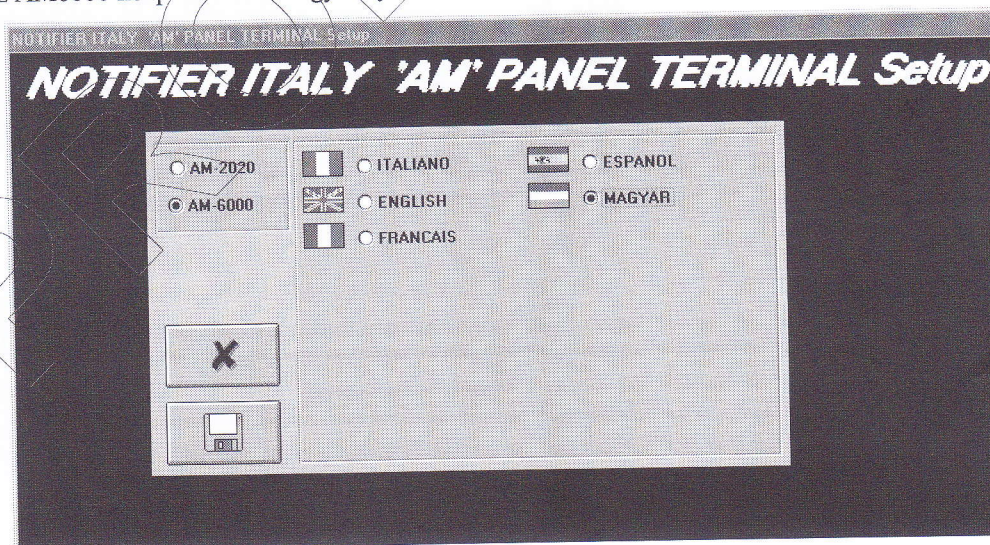 NOTIFIER ITALY 'AM' PANEL TERMINAL Setup
NOTIFIER ITALY 'AM' PANEL TERMINAL Setup
AM-2020
AM-6000
ITALIANO
ENGLISH
FRANCAIS
ESPANOL
MAGYAR